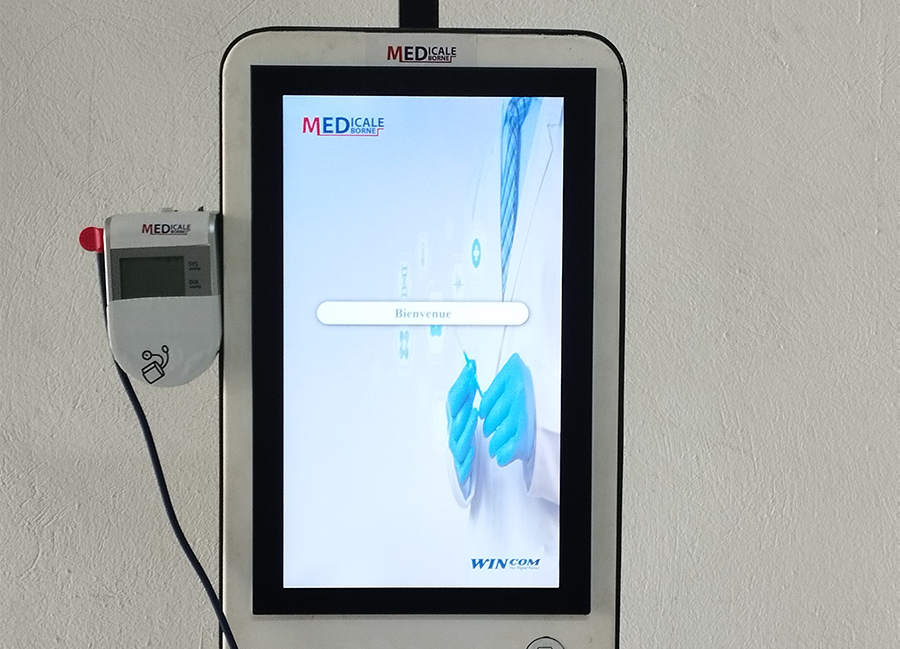 MEDICALE
BORNE
MEDICALE
BORNE
MEDICALE
BORNE
SYS
DIA
Bienvenue
WINCOM